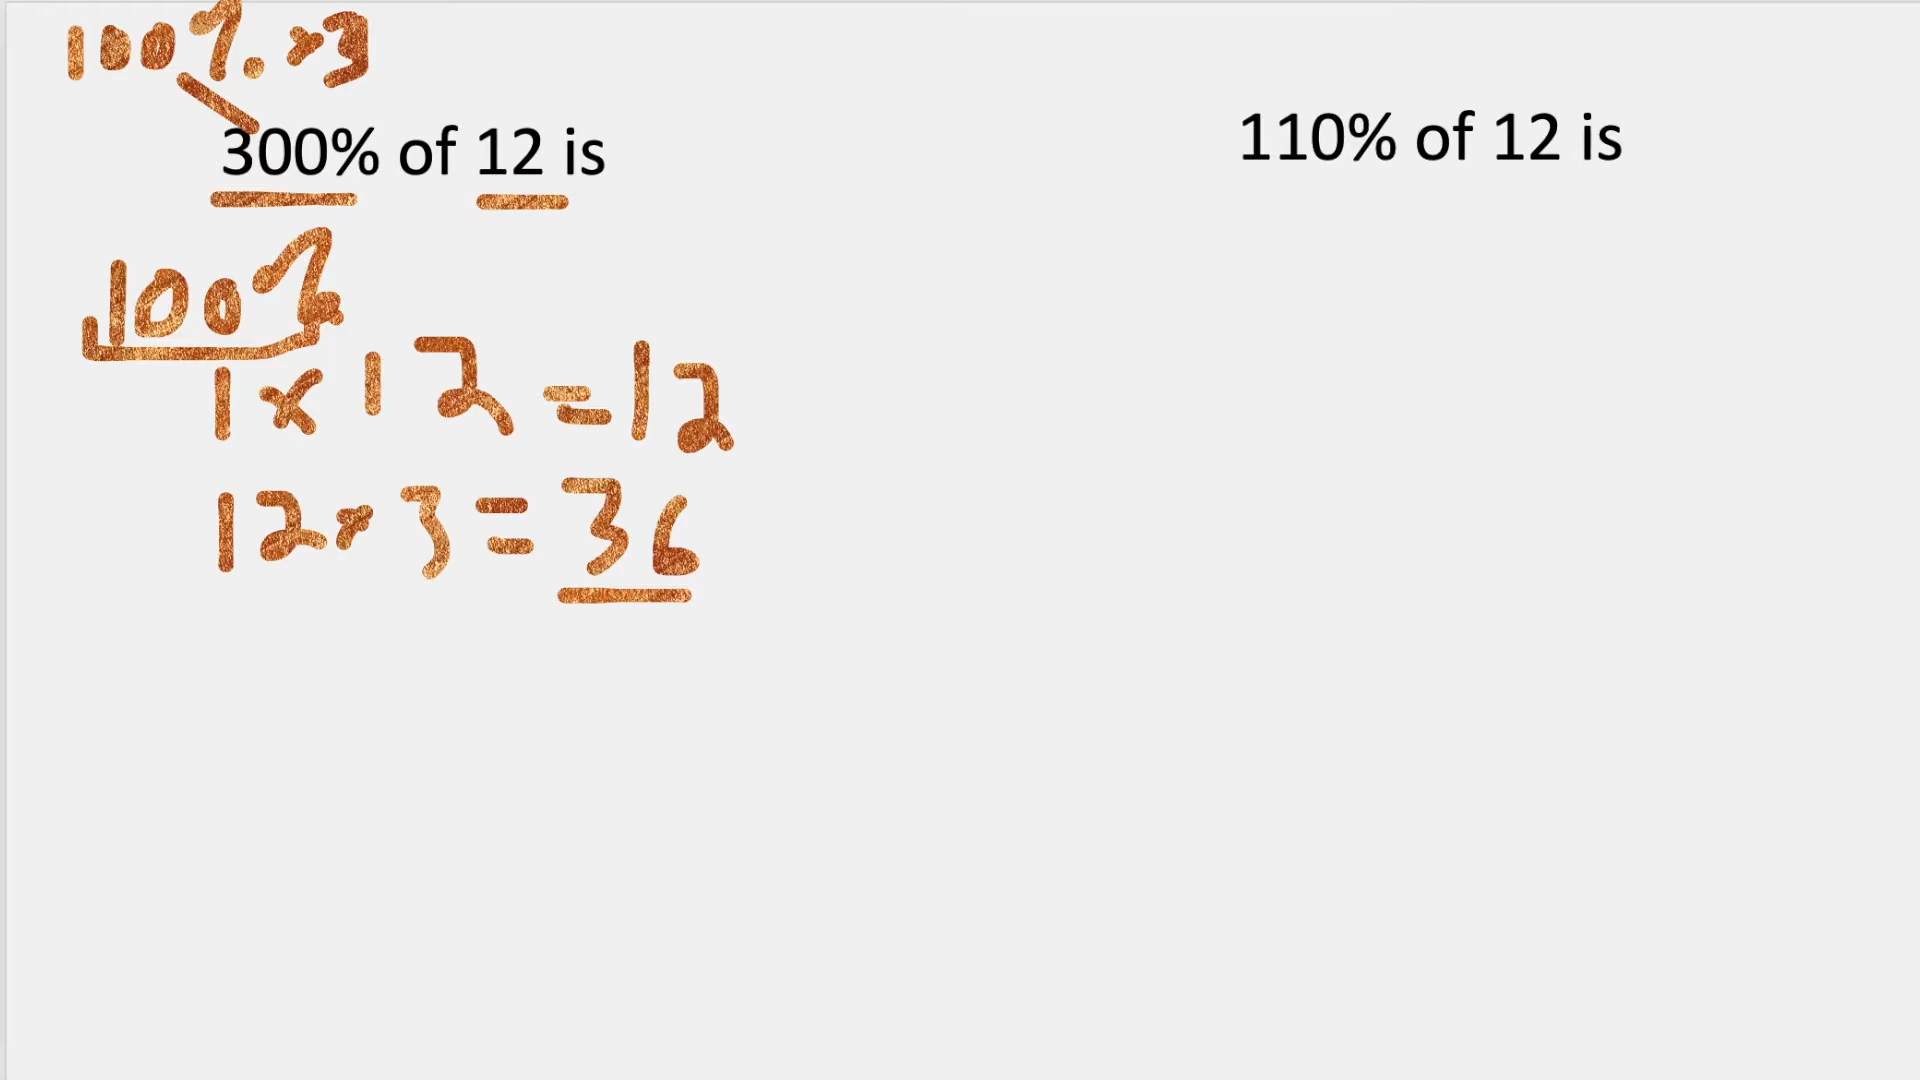 100% × 3
300% of 12 is
100%
1 × 12 = 12
12 × 3 = 36
110% of 12 is